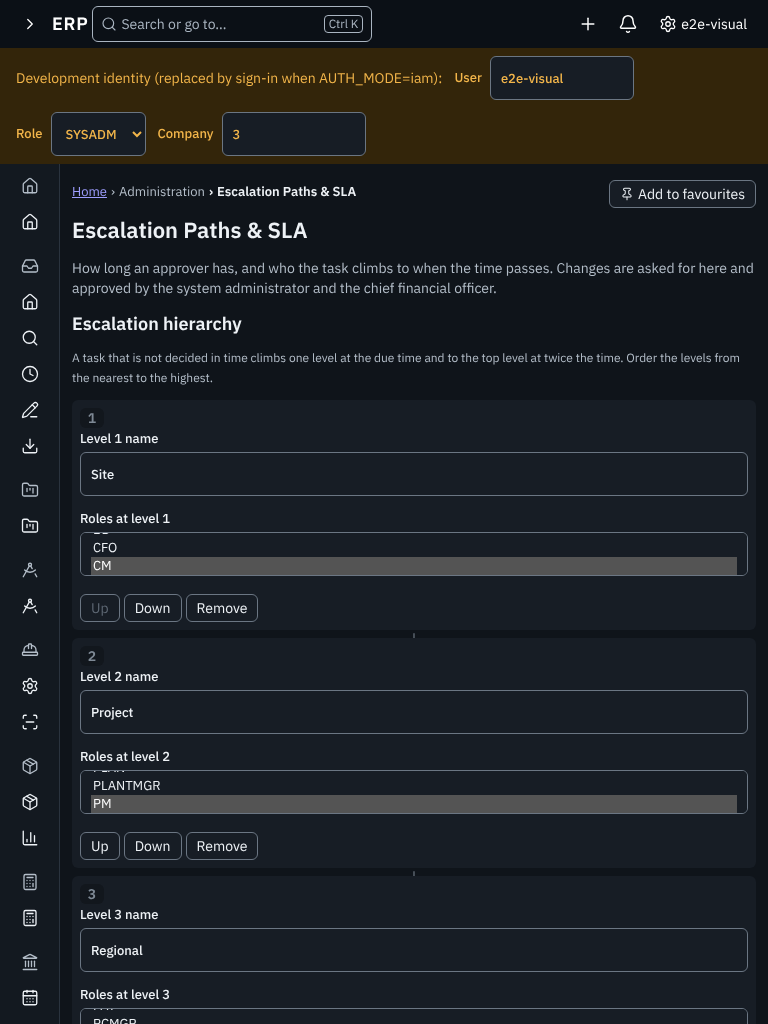 ERP
Search or go to...
Ctrl K
e2e-visual
Development identity (replaced by sign-in when AUTH_MODE=iam):
User
e2e-visual
Role
SYSADM
Company
3
Home › Administration › Escalation Paths & SLA
Add to favourites
Escalation Paths & SLA
How long an approver has, and who the task climbs to when the time passes. Changes are asked for here and
approved by the system administrator and the chief financial officer.
Escalation hierarchy
A task that is not decided in time climbs one level at the due time and to the top level at twice the time. Order the levels from
the nearest to the highest.
1
Level 1 name
Site
Roles at level 1
CFO
CM
Up
Down
Remove
2
Level 2 name
Project
Roles at level 2
PLANTMGR
PM
Up
Down
Remove
3
Level 3 name
Regional
Roles at level 3